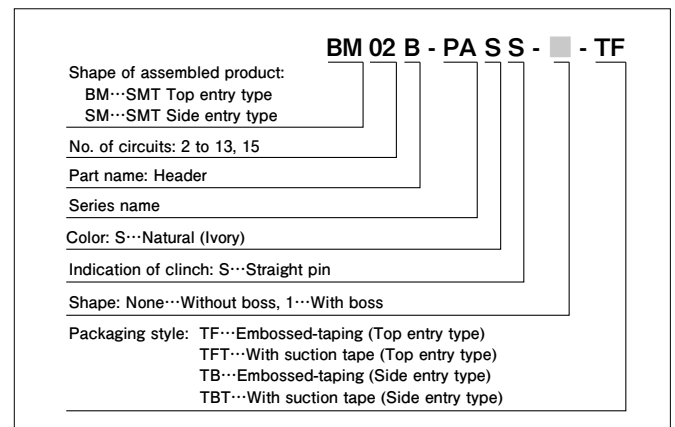 BM 02 B - PA S S - - TF
Shape of assembled product:
BM…SMT Top entry type
SM…SMT Side entry type
No. of circuits: 2 to 13, 15
Part name: Header
Series name
Color: S…Natural (Ivory)
Indication of clinch: S…Straight pin
Shape: None…Without boss, 1…With boss
Packaging style: TF…Embossed-taping (Top entry type)
TFT…With suction tape (Top entry type)
TB…Embossed-taping (Side entry type)
TBT…With suction tape (Side entry type)